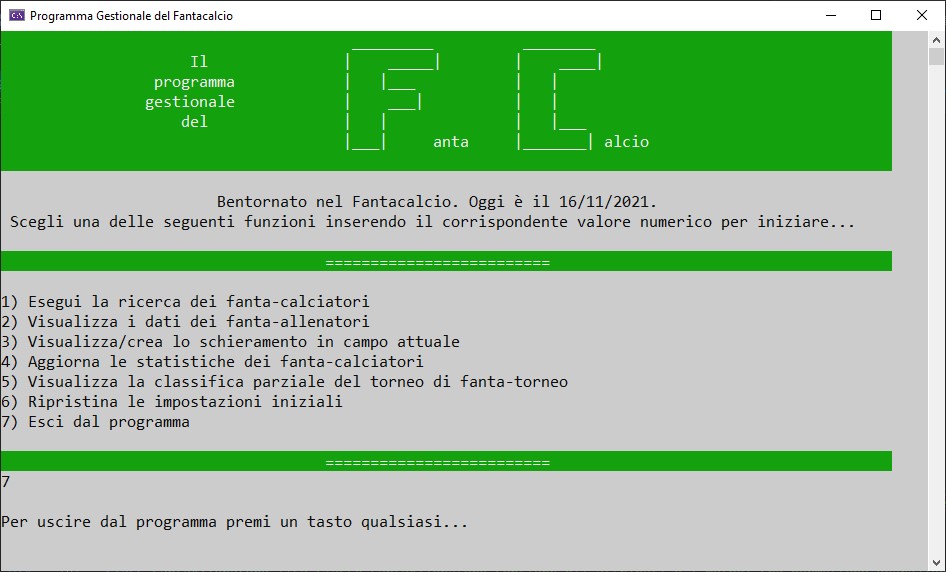 Programma Gestionale del Fantacalcio
Il
programma
gestionale
del
F anta C alcio
Bentornato nel Fantacalcio. Oggi è il 16/11/2021.
Scegli una delle seguenti funzioni inserendo il corrispondente valore numerico per iniziare...
=========================
1) Esegui la ricerca dei fanta-calciatori
2) Visualizza i dati dei fanta-allenatori
3) Visualizza/crea lo schieramento in campo attuale
4) Aggiorna le statistiche dei fanta-calciatori
5) Visualizza la classifica parziale del torneo di fanta-torneo
6) Ripristina le impostazioni iniziali
7) Esci dal programma
=========================
7
Per uscire dal programma premi un tasto qualsiasi...